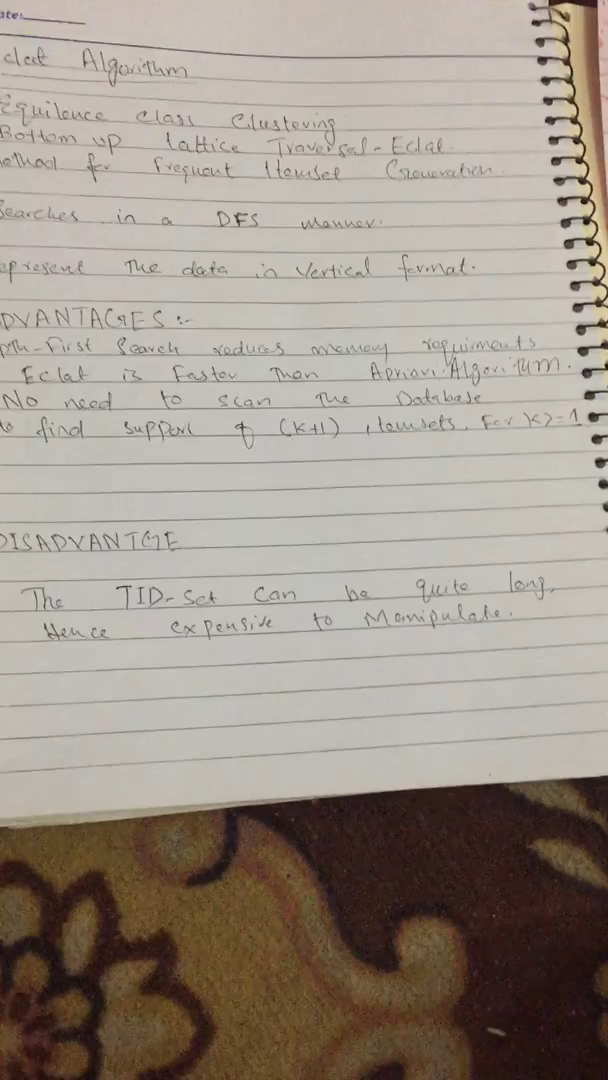 ate:
clat Algorithm
Equilence class Clustering
Bottom up lattice Traversal-Eclat
ethod for frequent Itemset Generation.
Searches in a DFS manner.
epresent The data in Vertical format.
DVANTAGES :-
pth-First Search reduces memory requirments
Eclat is Faster Than Apriori Algorithm.
No need to scan The Database
to find support of (K+1) itemsets, For K>=1
DISADVANTGE
The TID-Set can be quite long,
Hence expensive to Manipulate.